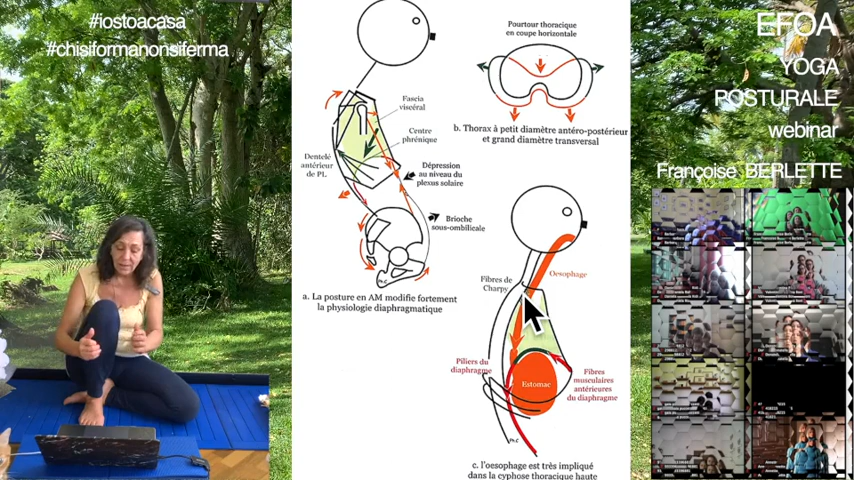 #iostoacasa
#chisiformanonsiferma
Pourtour thoracique
en coupe horizontale
Fascia
viscéral
Centre
phrénique
b. Thorax à petit diamètre antéro-postérieur
et grand diamètre transversal
Dentelé
antérieur
de PL
Dépression
au niveau du
plexus solaire
Brioche
sous-ombilicale
a. La posture en AM modifie fortement
la physiologie diaphragmatique
Fibres de
Charpy
Oesophage
Piliers du
diaphragme
Estomac
Fibres
musculaires
antérieures
du diaphragme
c. l'oesophage est très impliqué
dans la cyphose thoracique haute
EFOA
YOGA
POSTURALE
webinar
Françoise BERLETTE